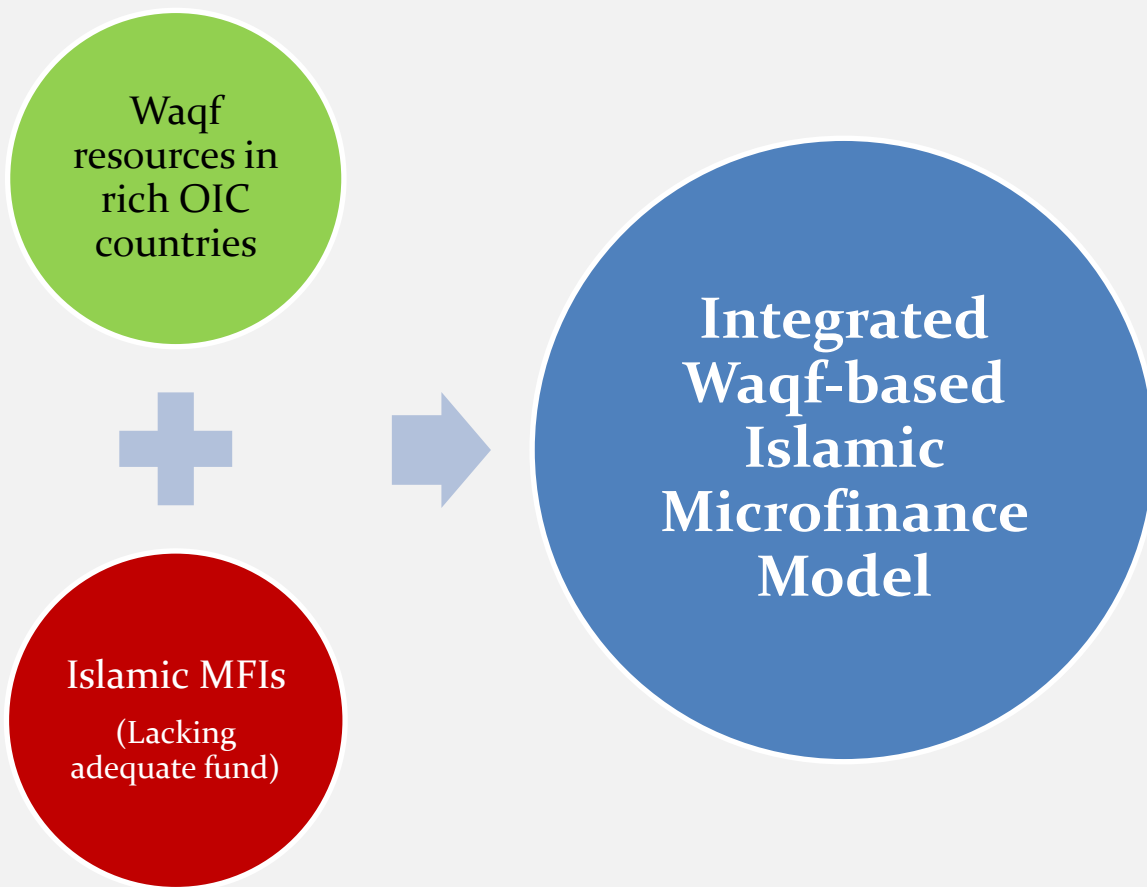 Waqf
resources in
rich OIC
countries
Islamic MFIs
(Lacking
adequate fund)
Integrated
Waqf-based
Islamic
Microfinance
Model